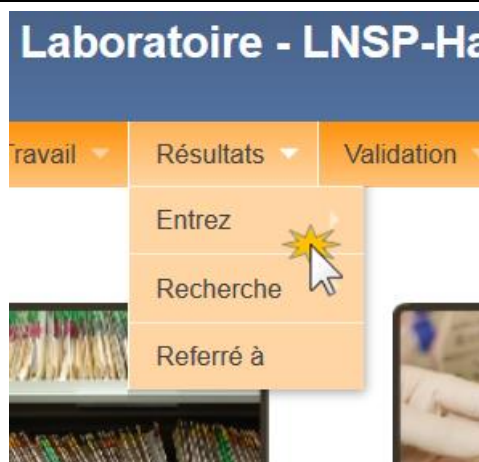 Laboratoire - LNSP-Ha
Travail Résultats Validation
Entrez
Recherche
Referré à